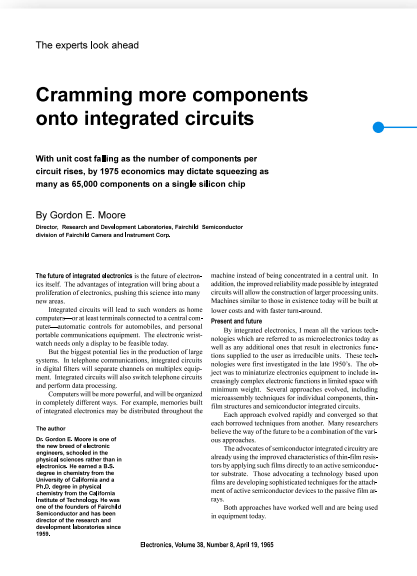 The experts look ahead
Cramming more components
onto integrated circuits
With unit cost falling as the number of components per
circuit rises, by 1975 economics may dictate squeezing as
many as 65,000 components on a single silicon chip
By Gordon E. Moore
Director, Research and Development Laboratories, Fairchild Semiconductor
division of Fairchild Camera and Instrument Corp.
The future of integrated electronics is the future of electron-
ics itself. The advantages of integration will bring about a
proliferation of electronics, pushing this science into many
new areas.
Integrated circuits will lead to such wonders as home
computers—or at least terminals connected to a central com-
puter—automatic controls for automobiles, and personal
portable communications equipment. The electronic wrist-
watch needs only a display to be feasible today.
But the biggest potential lies in the production of large
systems. In telephone communications, integrated circuits
in digital filters will separate channels on multiplex equip-
ment. Integrated circuits will also switch telephone circuits
and perform data processing.
Computers will be more powerful, and will be organized
in completely different ways. For example, memories built
of integrated electronics may be distributed throughout the
The author
Dr. Gordon E. Moore is one of
the new breed of electronic
engineers, schooled in the
physical sciences rather than in
electronics. He earned a B.S.
degree in chemistry from the
University of California and a
Ph.D. degree in physical
chemistry from the California
Institute of Technology. He was
one of the founders of Fairchild
Semiconductor and has been
director of the research and
development laboratories since
1959.
machine instead of being concentrated in a central unit. In
addition, the improved reliability made possible by integrated
circuits will allow the construction of larger processing units.
Machines similar to those in existence today will be built at
lower costs and with faster turn-around.
Present and future
By integrated electronics, I mean all the various tech-
nologies which are referred to as microelectronics today as
well as any additional ones that result in electronics func-
tions supplied to the user as irreducible units. These tech-
nologies were first investigated in the late 1950's. The ob-
ject was to miniaturize electronics equipment to include in-
creasingly complex electronic functions in limited space with
minimum weight. Several approaches evolved, including
microassembly techniques for individual components, thin-
film structures and semiconductor integrated circuits.
Each approach evolved rapidly and converged so that
each borrowed techniques from another. Many researchers
believe the way of the future to be a combination of the vari-
ous approaches.
The advocates of semiconductor integrated circuitry are
already using the improved characteristics of thin-film resis-
tors by applying such films directly to an active semiconduc-
tor substrate. Those advocating a technology based upon
films are developing sophisticated techniques for the attach-
ment of active semiconductor devices to the passive film ar-
rays.
Both approaches have worked well and are being used
in equipment today.
Electronics, Volume 38, Number 8, April 19, 1965